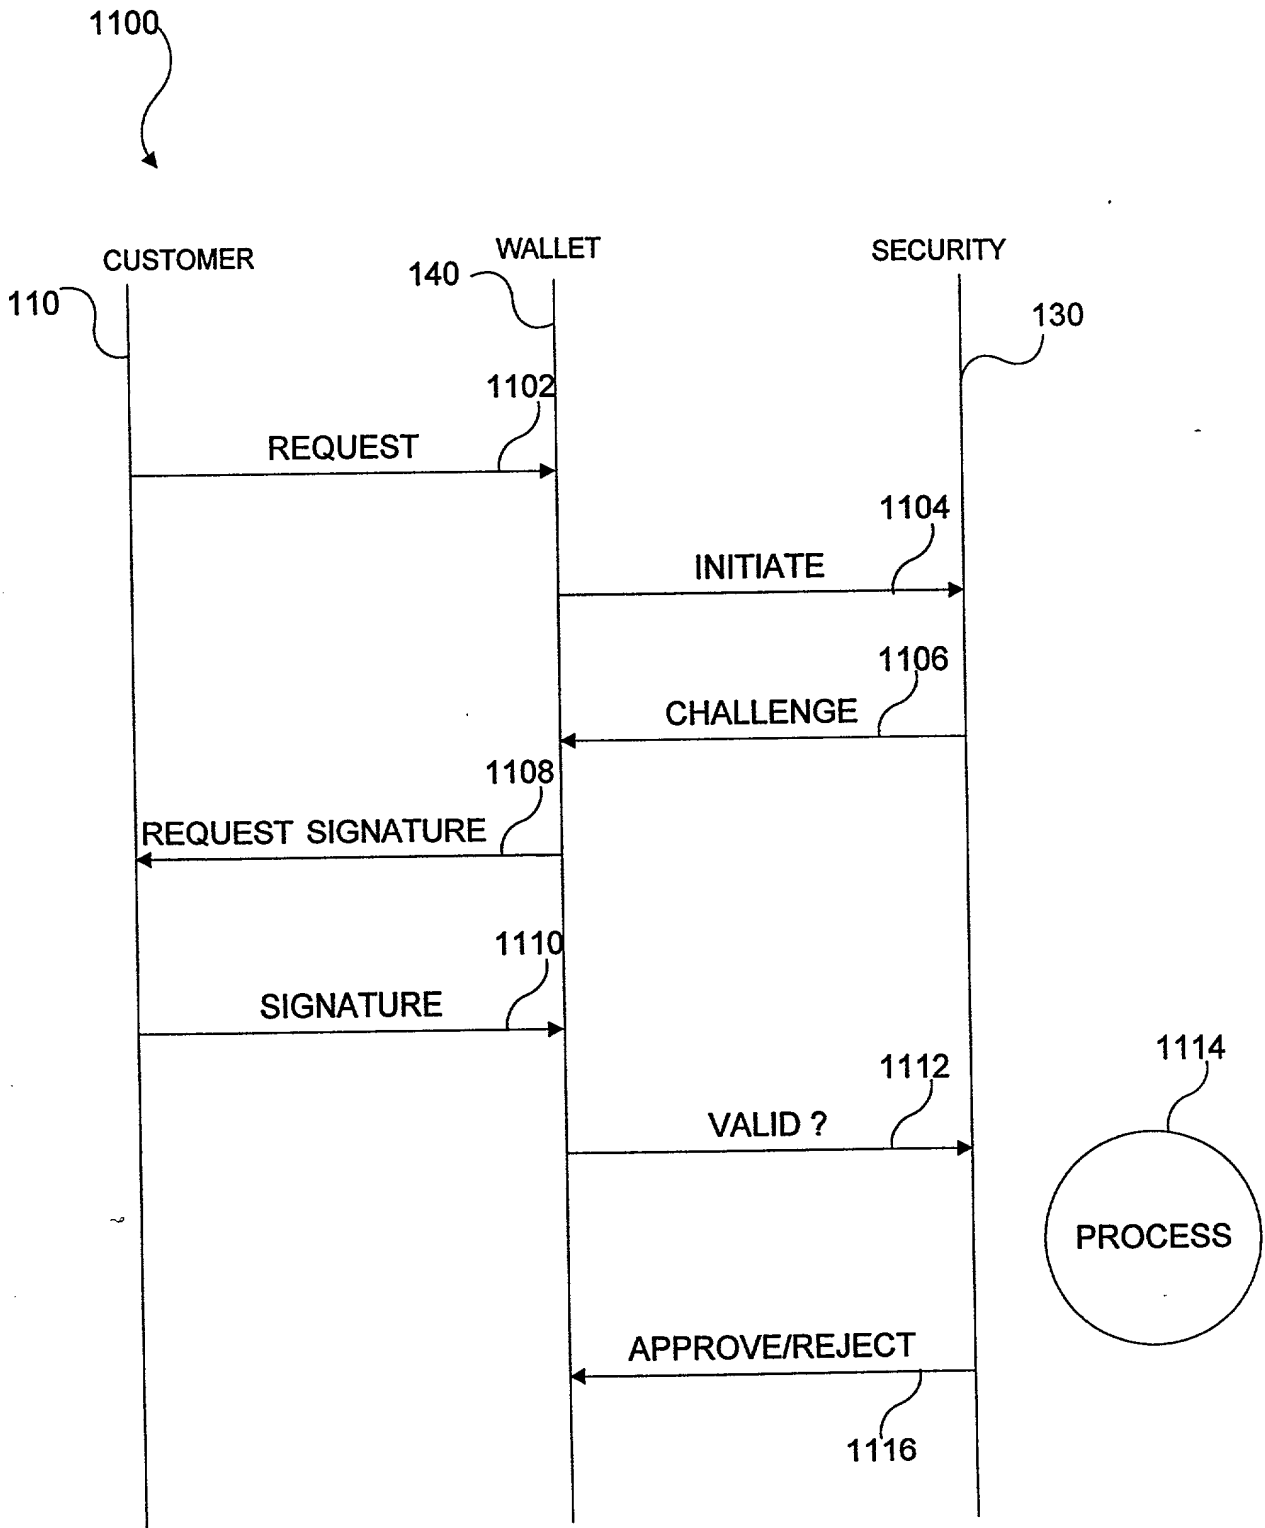 1100
CUSTOMER
WALLET
SECURITY
110
140
130
1102
REQUEST
1104
INITIATE
1106
CHALLENGE
1108
REQUEST SIGNATURE
1110
SIGNATURE
1112
VALID ?
1114
PROCESS
APPROVE/REJECT
1116